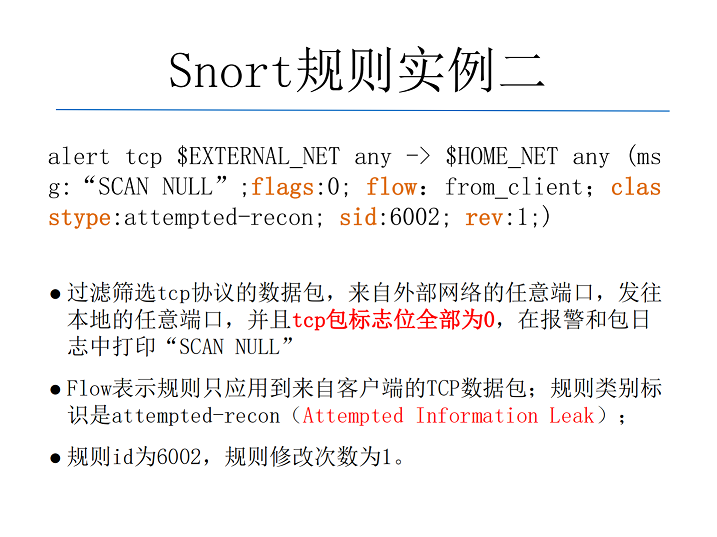 Snort规则实例二
alert tcp $EXTERNAL_NET any -> $HOME_NET any (ms
g:“SCAN NULL”;flags:0; flow：from_client；clas
stype:attempted-recon; sid:6002; rev:1;)
●过滤筛选tcp协议的数据包，来自外部网络的任意端口，发往
本地的任意端口，并且tcp包标志位全部为0，在报警和包日
志中打印“SCAN NULL”
●Flow表示规则只应用到来自客户端的TCP数据包；规则类别标
识是attempted-recon（Attempted Information Leak）；
●规则id为6002，规则修改次数为1。